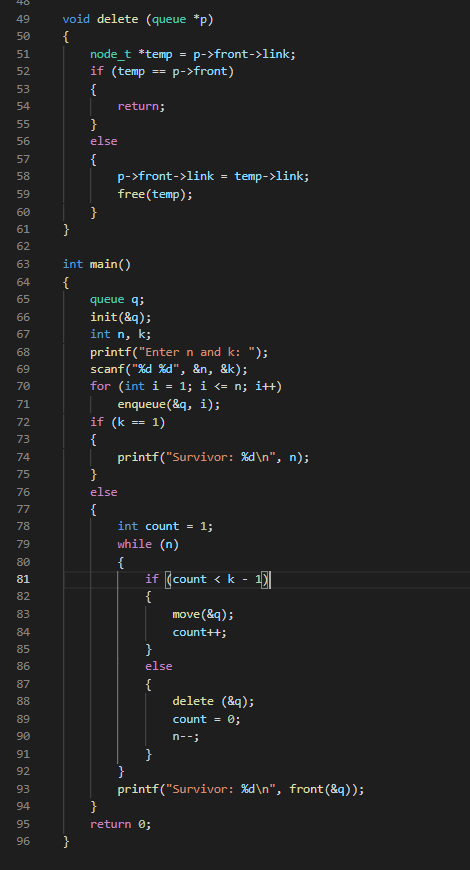 48
49 void delete (queue *p)
50 {
51     node_t *temp = p->front->link;
52     if (temp == p->front)
53     {
54         return;
55     }
56     else
57     {
58         p->front->link = temp->link;
59         free(temp);
60     }
61 }
62
63 int main()
64 {
65     queue q;
66     init(&q);
67     int n, k;
68     printf("Enter n and k: ");
69     scanf("%d %d", &n, &k);
70     for (int i = 1; i <= n; i++)
71         enqueue(&q, i);
72     if (k == 1)
73     {
74         printf("Survivor: %d\n", n);
75     }
76     else
77     {
78         int count = 1;
79         while (n)
80         {
81             if (count < k - 1)
82             {
83                 move(&q);
84                 count++;
85             }
86             else
87             {
88                 delete (&q);
89                 count = 0;
90                 n--;
91             }
92         }
93         printf("Survivor: %d\n", front(&q));
94     }
95     return 0;
96 }